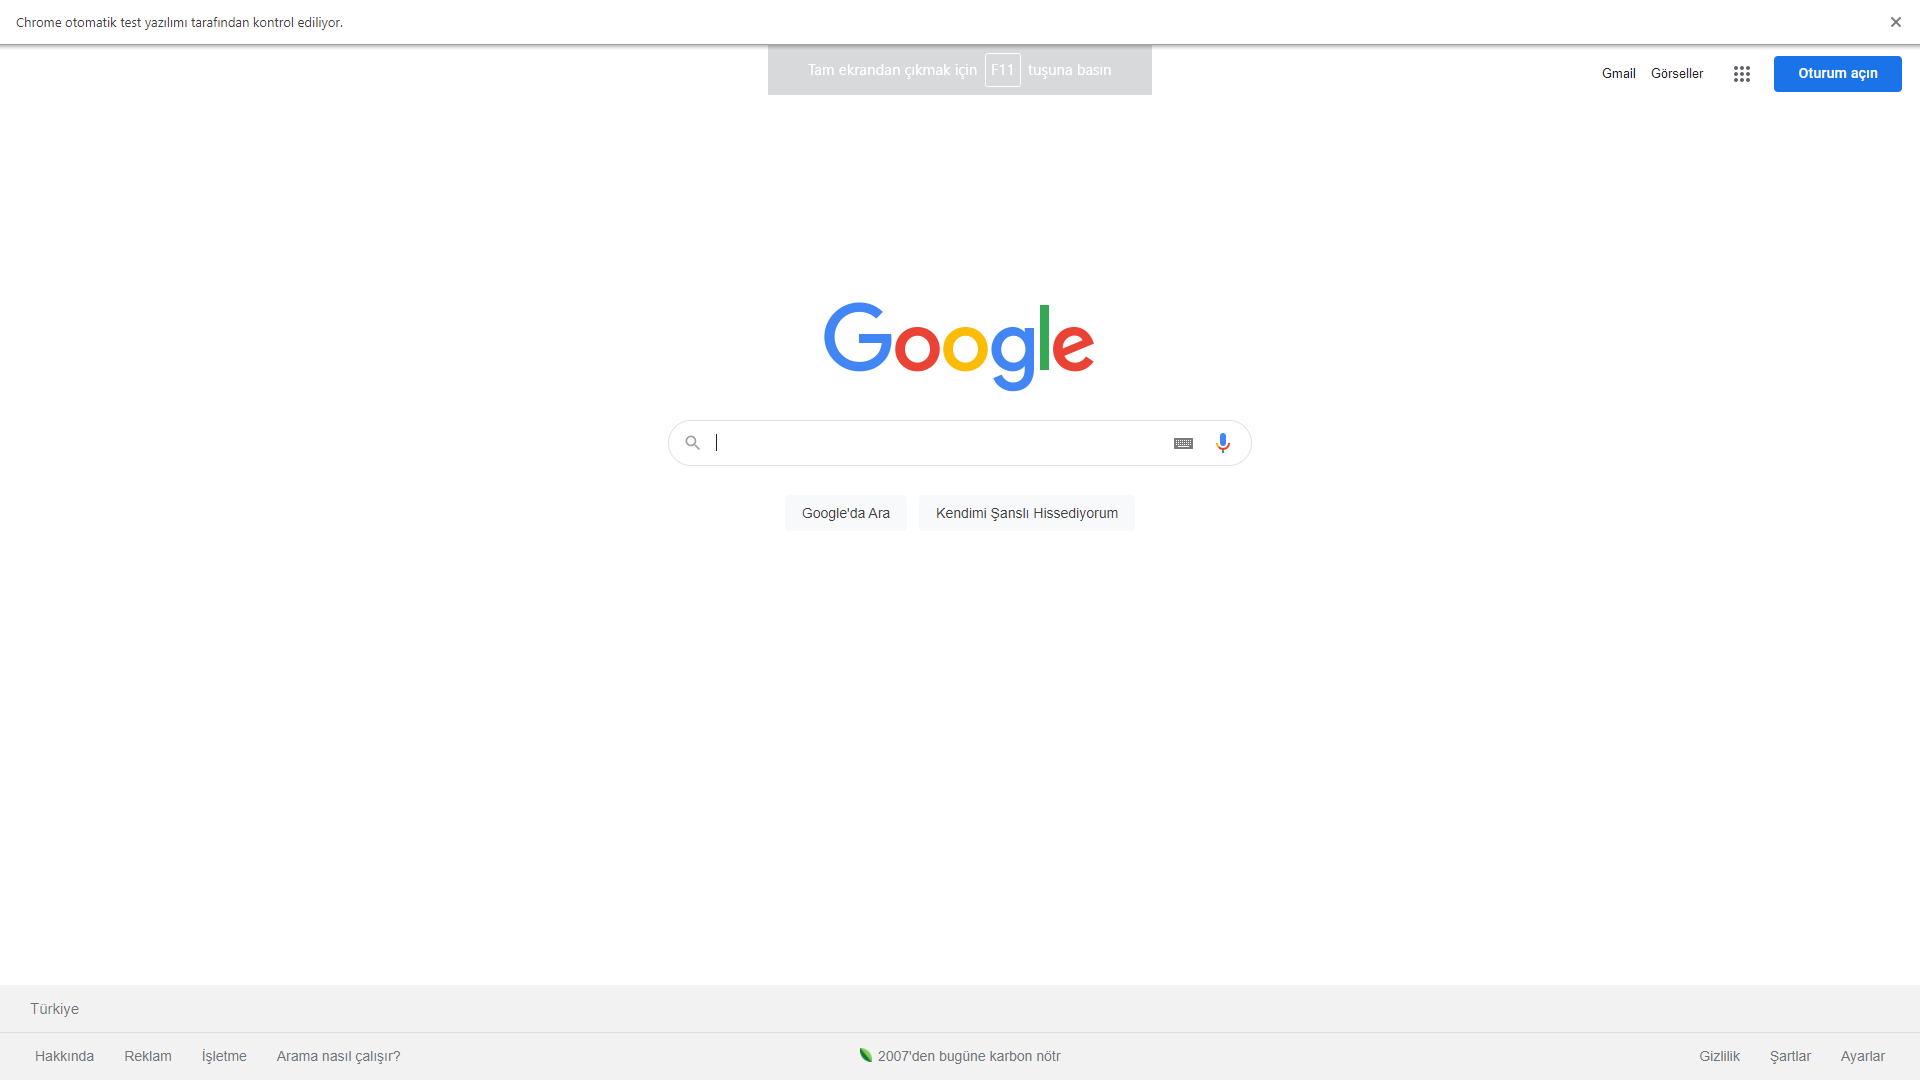 Chrome otomatik test yazılımı tarafından kontrol ediliyor.
Tam ekrandan çıkmak için F11 tuşuna basın
Gmail Görseller Oturum açın
Google
Google'da Ara Kendimi Şanslı Hissediyorum
Türkiye
Hakkında Reklam İşletme Arama nasıl çalışır? 2007'den bugüne karbon nötr Gizlilik Şartlar Ayarlar